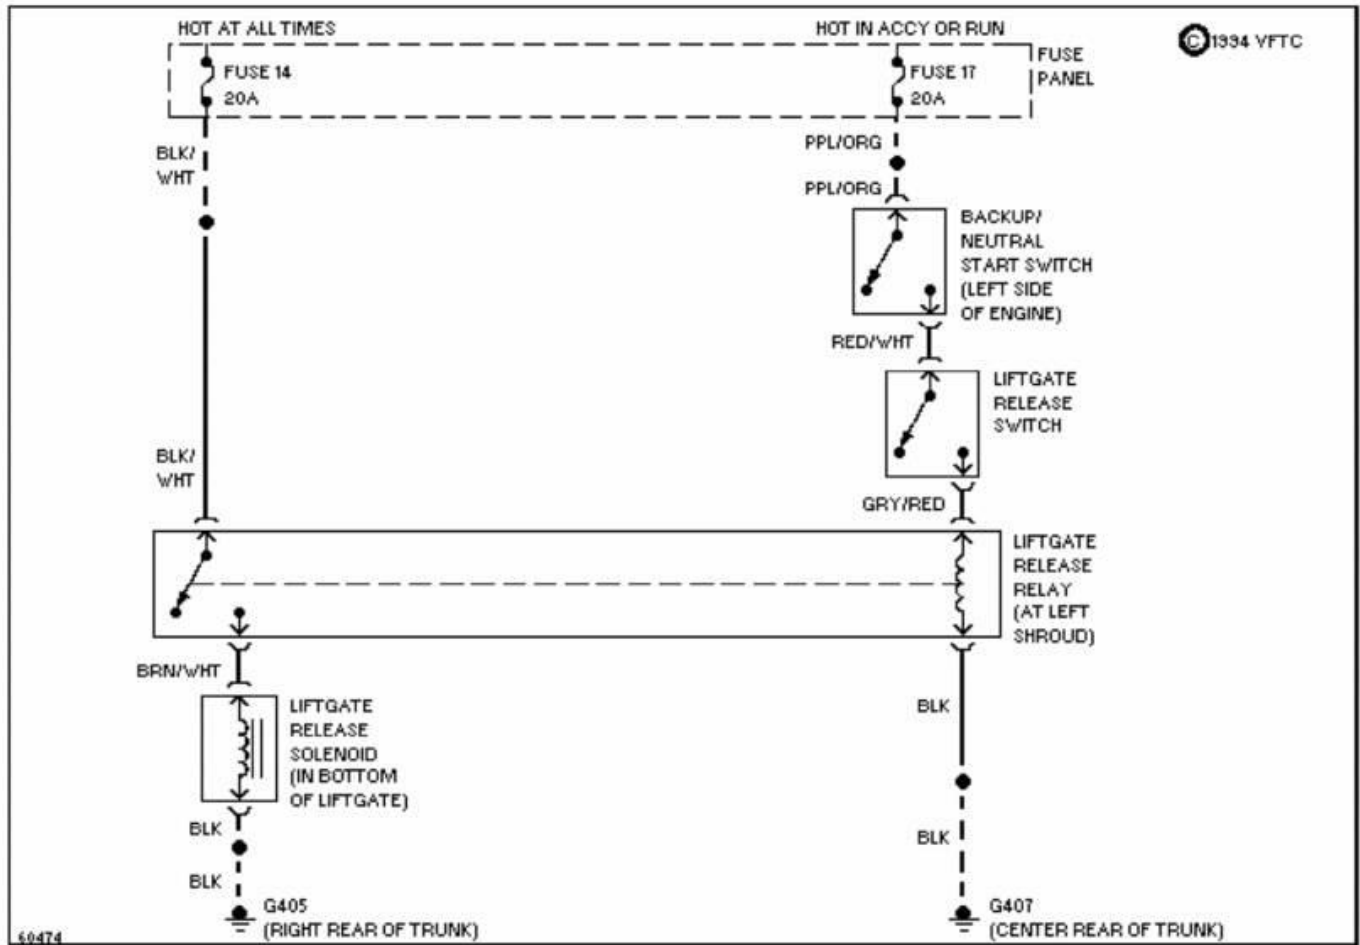 HOT AT ALL TIMES
HOT IN ACCY OR RUN
© 1994 VFTC
FUSE 14
20A
FUSE 17
20A
FUSE
PANEL
BLK/
WHT
PPL/ORG
PPL/ORG
BACKUP/
NEUTRAL
START SWITCH
(LEFT SIDE
OF ENGINE)
RED/WHT
LIFTGATE
RELEASE
SWITCH
BLK/
WHT
GRY/RED
LIFTGATE
RELEASE
RELAY
(AT LEFT
SHROUD)
BRN/WHT
LIFTGATE
RELEASE
SOLENOID
(IN BOTTOM
OF LIFTGATE)
BLK
BLK
BLK
BLK
G405
(RIGHT REAR OF TRUNK)
G407
(CENTER REAR OF TRUNK)
60474